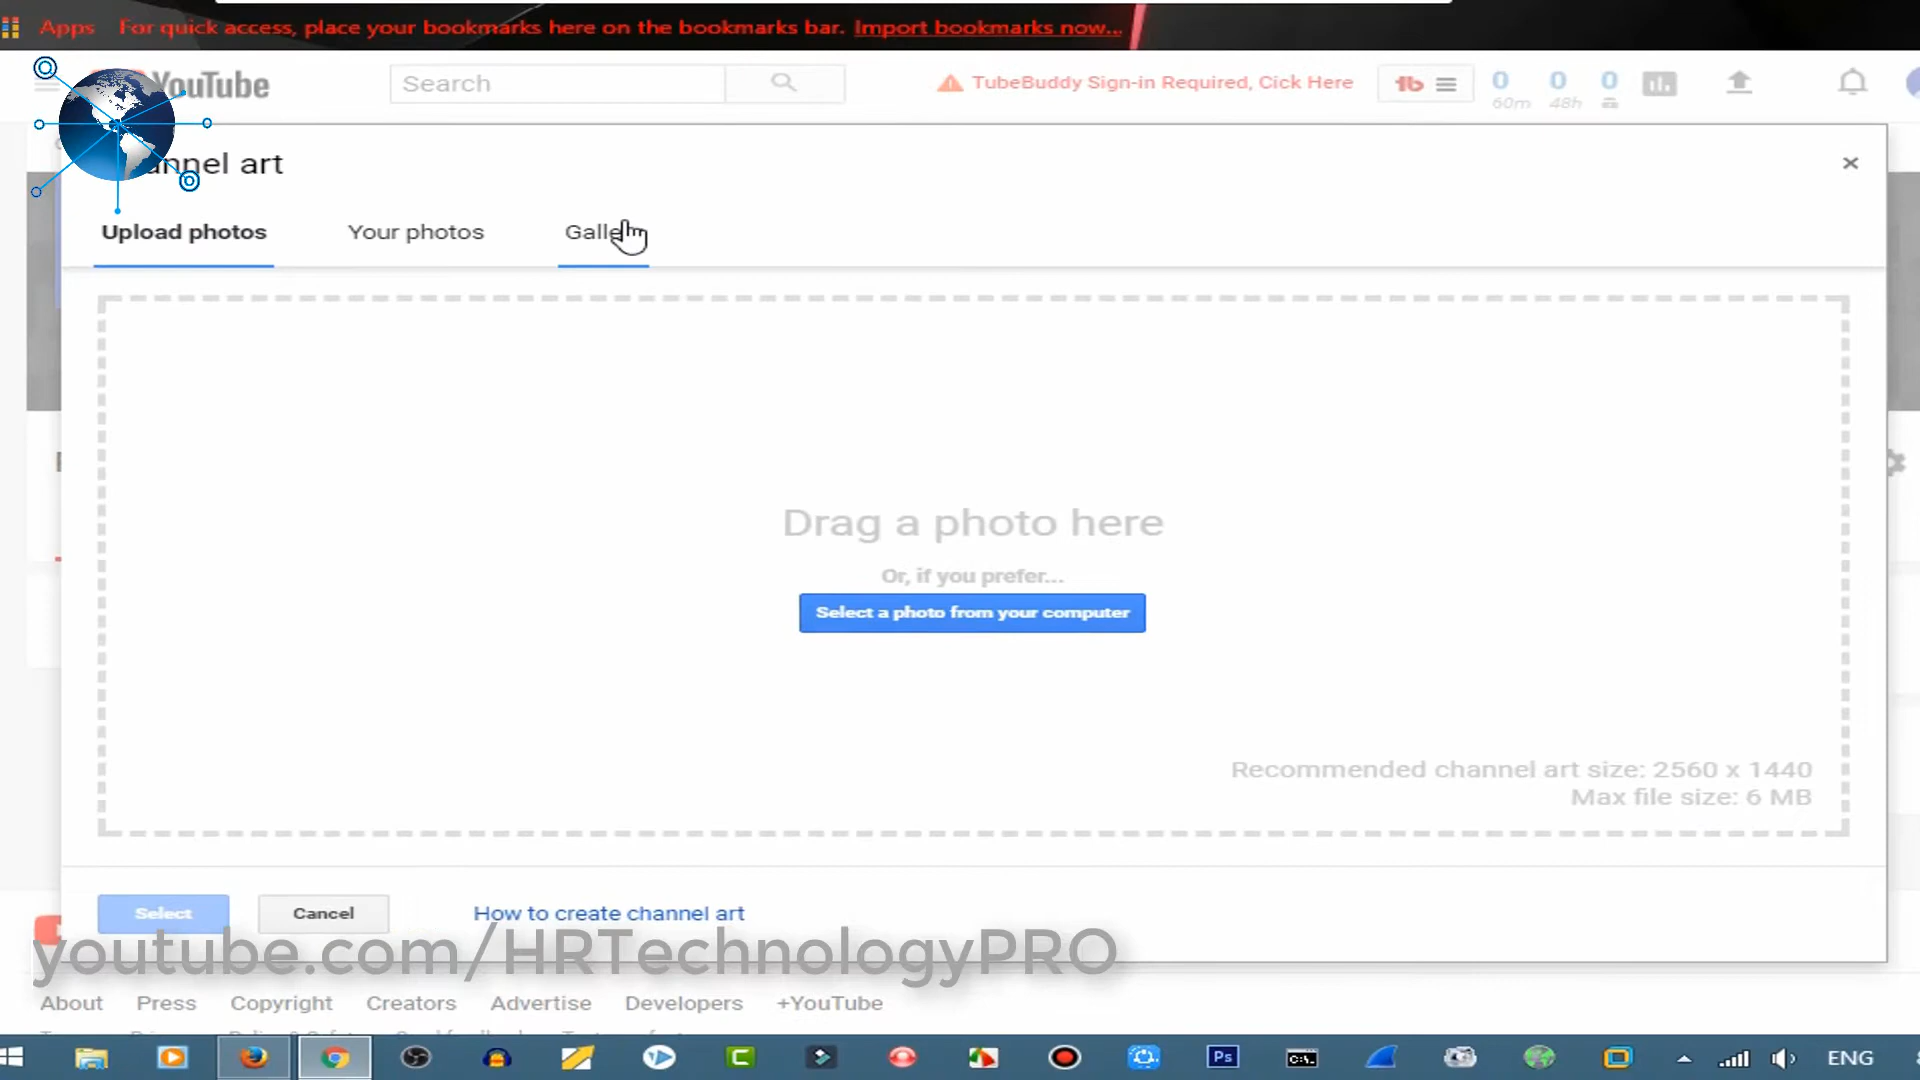 Apps For quick access, place your bookmarks here on the bookmarks bar. Import bookmarks now...
YouTube Search TubeBuddy Sign-in Required, Cick Here 0 0 0
60m 48h
annel art
Upload photos Your photos Galle
Drag a photo here
Or, if you prefer...
Select a photo from your computer
Recommended channel art size: 2560 x 1440
Max file size: 6 MB
Select Cancel How to create channel art
youtube.com/HRTechnologyPRO
About Press Copyright Creators Advertise Developers +YouTube
Ps C:\. ENG